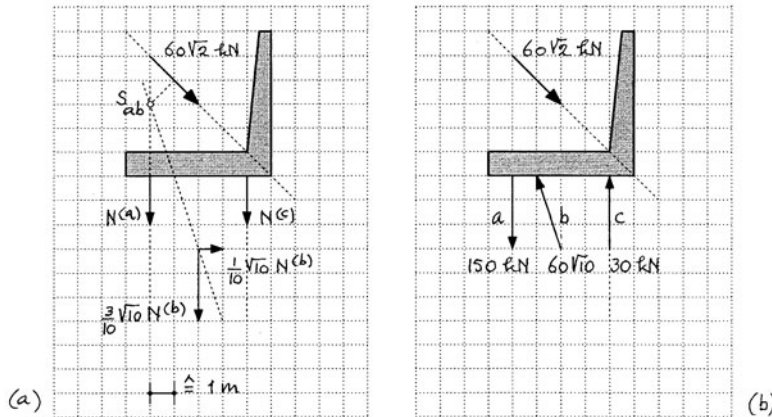 60√2 kN
S_ab
N^(a)
N^(c)
1/10 √10 N^(b)
3/10 √10 N^(b)
≙ 1 m
(a)
60√2 kN
a
b
c
150 kN
60√10
30 kN
(b)